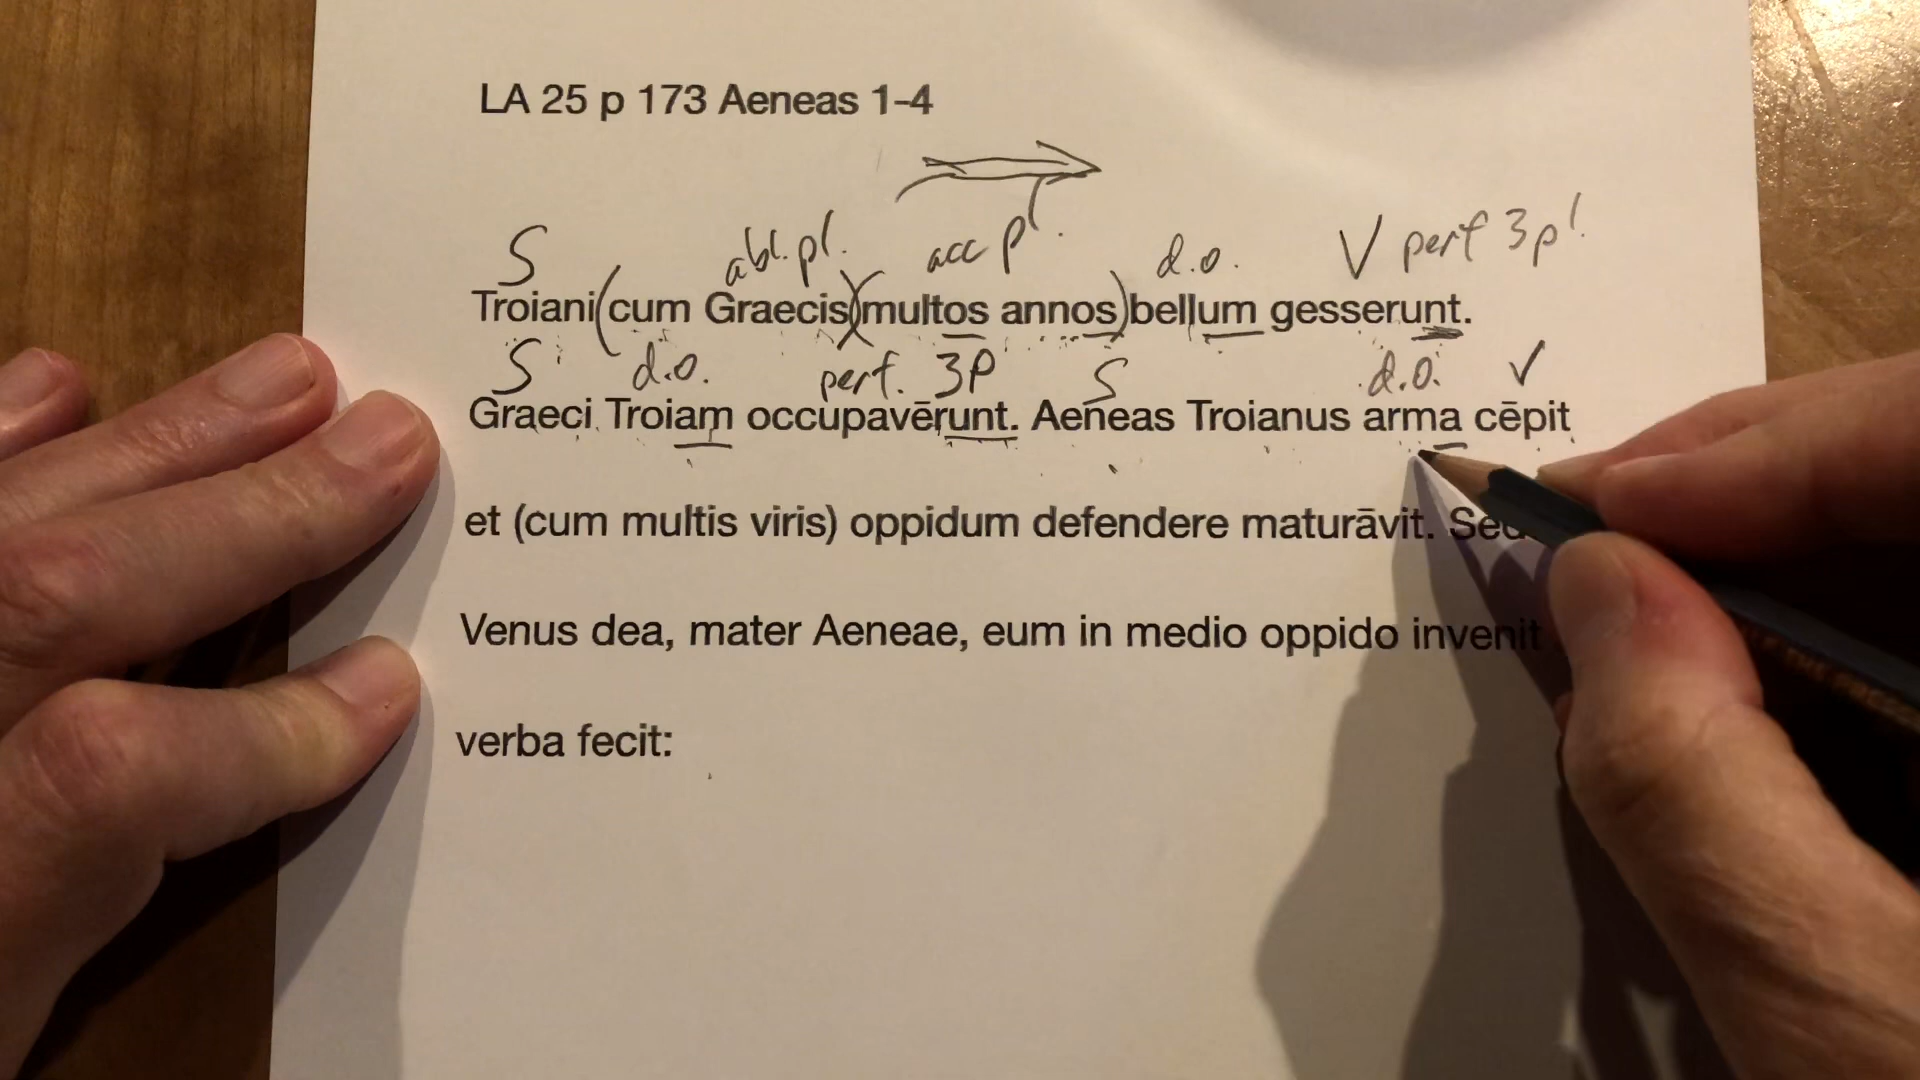 LA 25 p 173 Aeneas 1-4
S abl. pl. acc pl. d.o. V perf 3pl.
Troiani (cum Graecis) (multos annos) bellum gesserunt.
S d.o. perf. 3P S d.o. V
Graeci Troiam occupavērunt. Aeneas Troianus arma cēpit
et (cum multis viris) oppidum defendere maturāvit. Sed
Venus dea, mater Aeneae, eum in medio oppido invenit
verba fecit: